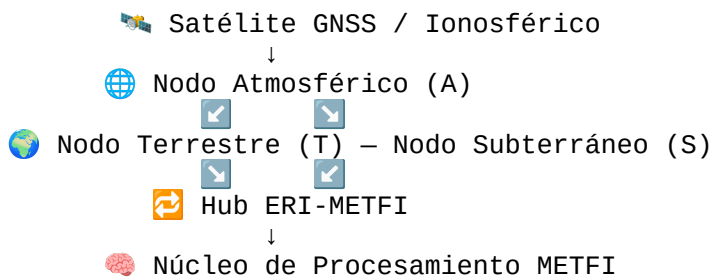 🛰️ Satélite GNSS / Ionosférico
↓
🌐 Nodo Atmosférico (A)
↙️ ↘️
🌍 Nodo Terrestre (T) — Nodo Subterráneo (S)
↘️ ↙️
🔁 Hub ERI-METFI
↓
🧠 Núcleo de Procesamiento METFI